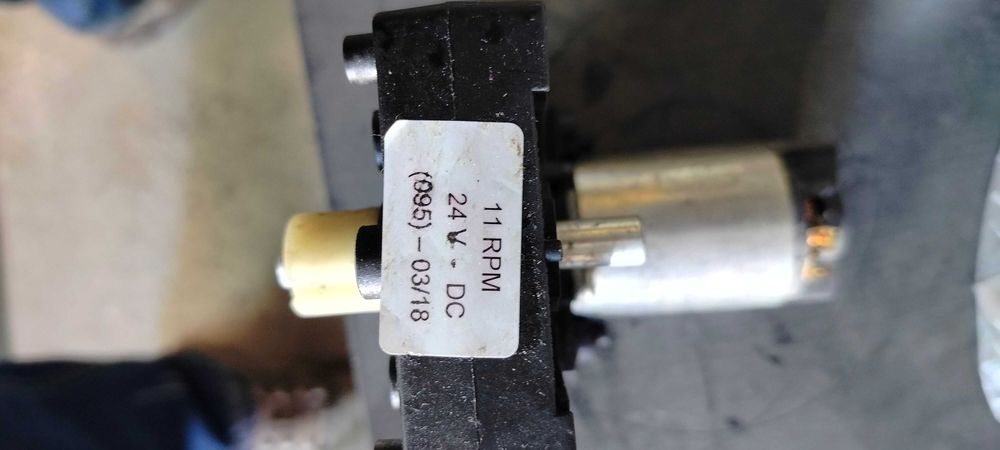 11 RPM
24 V - DC
(095) - 03/18